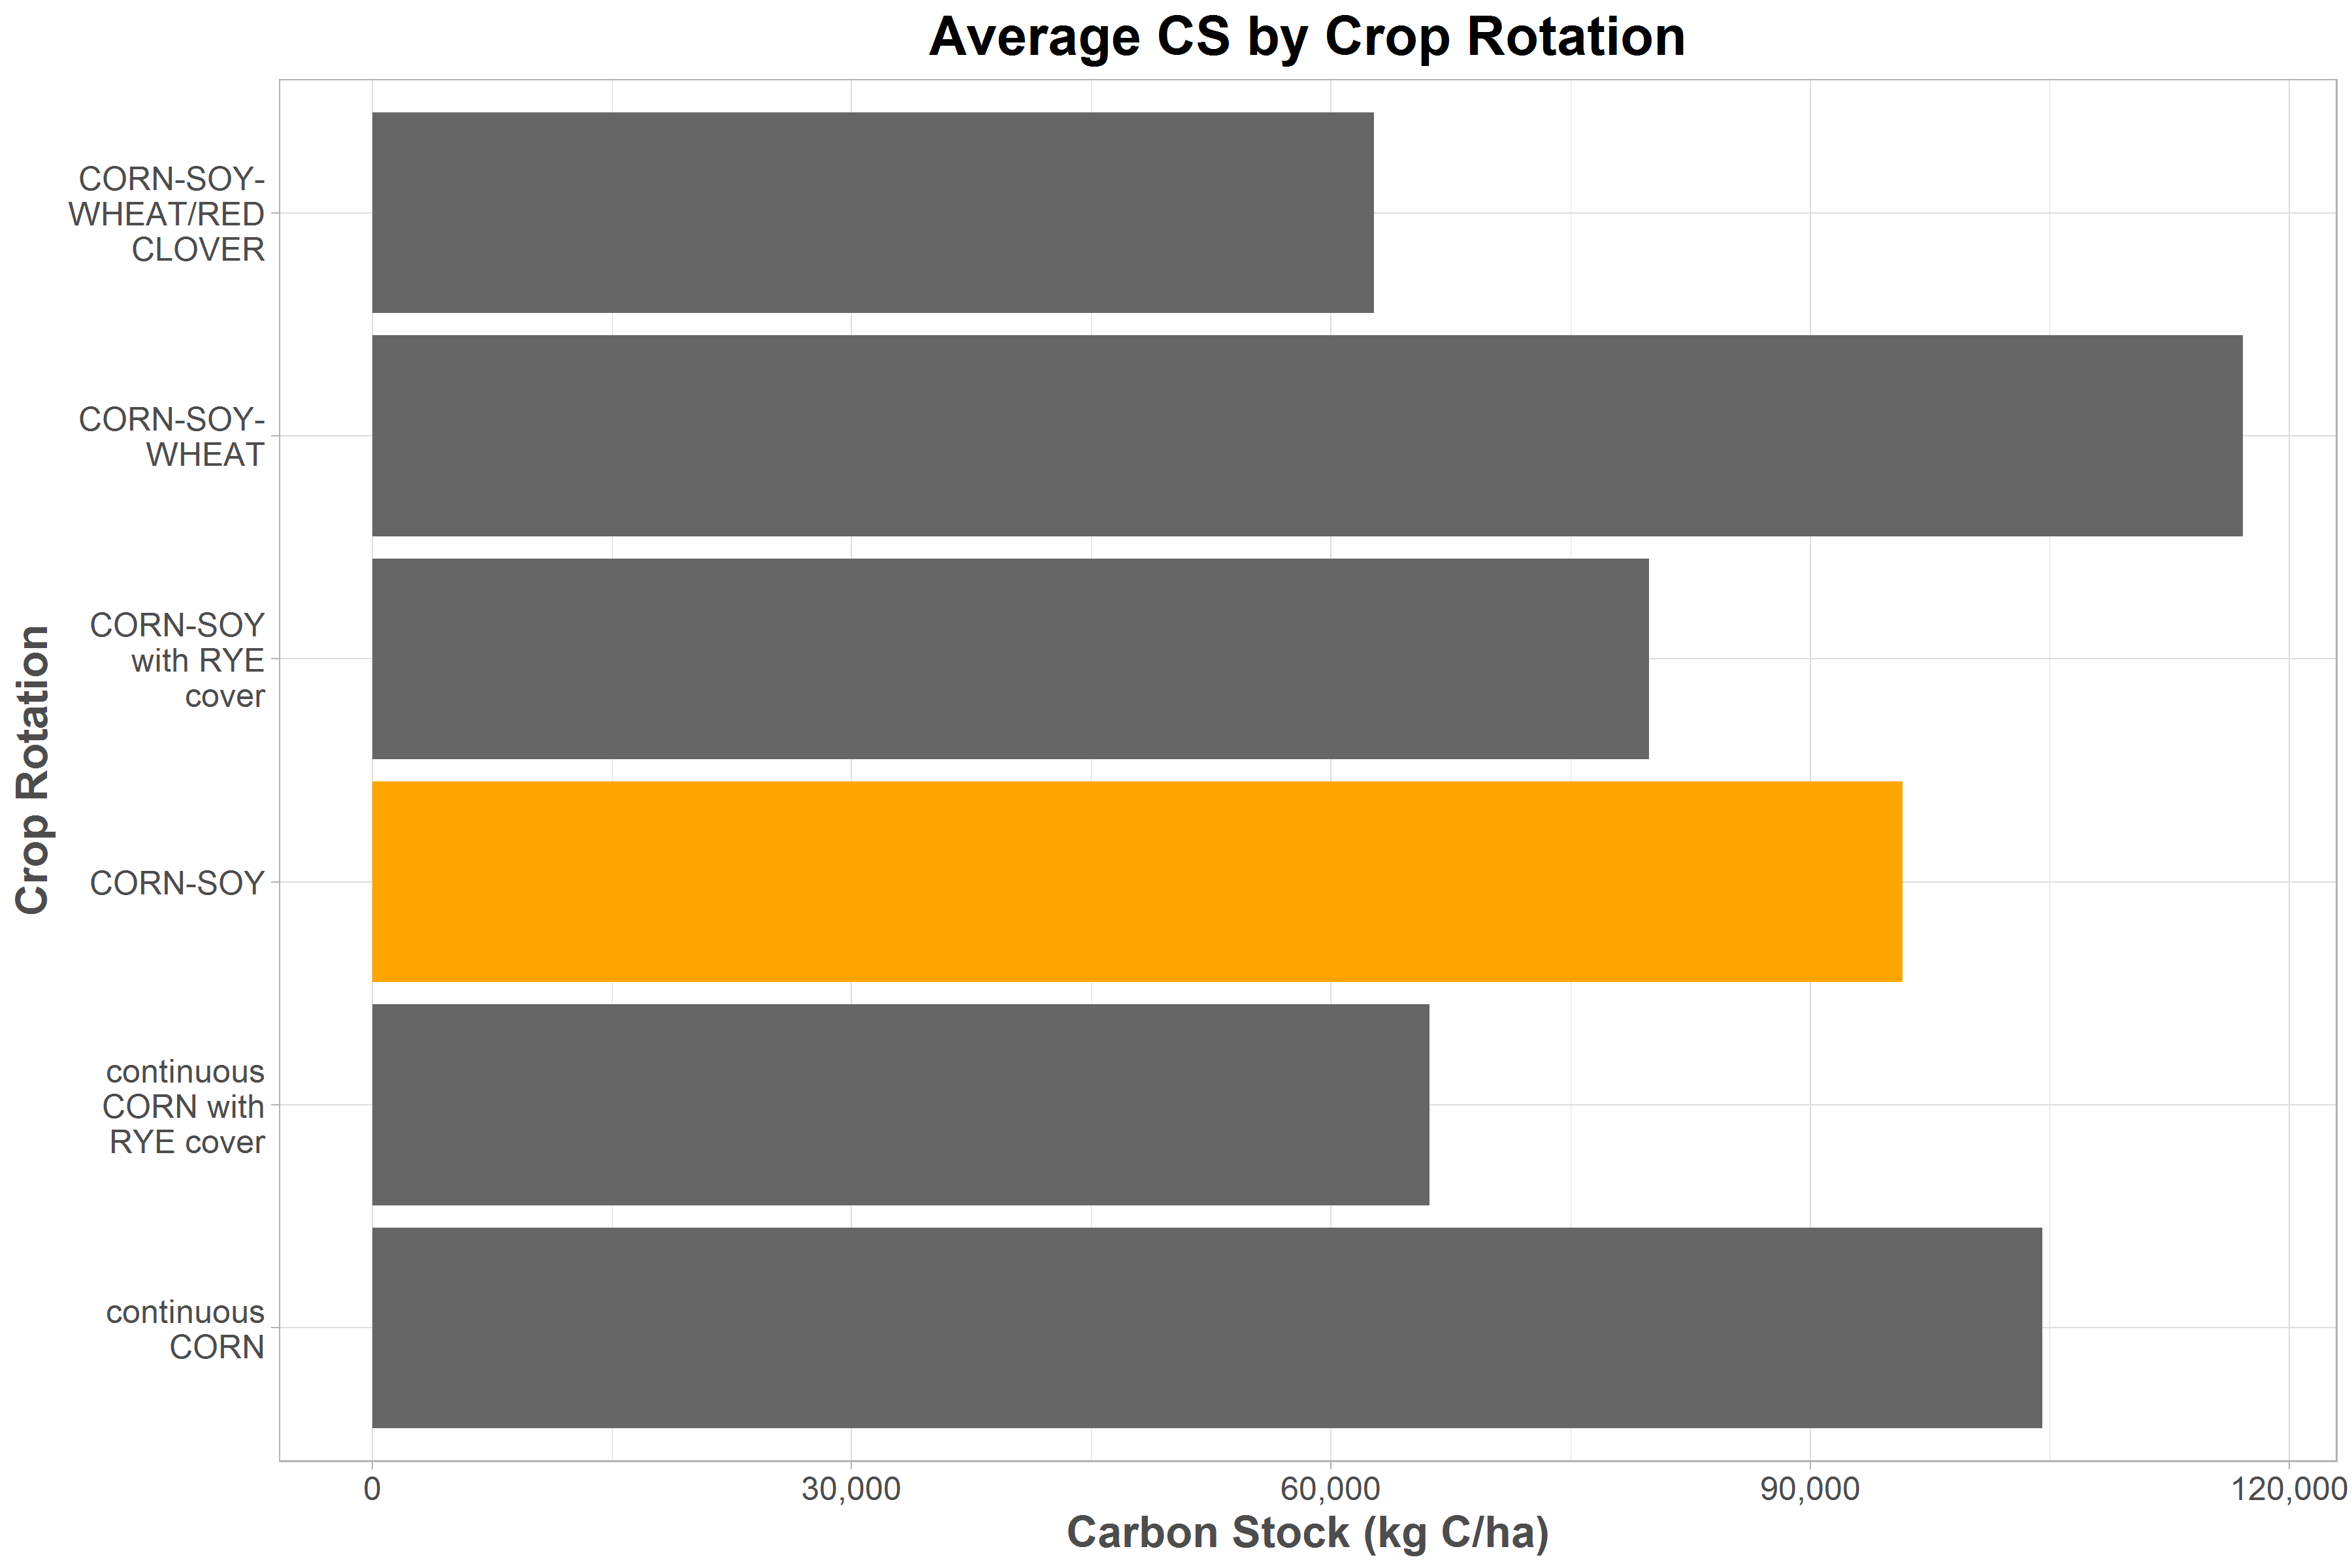 Average CS by Crop Rotation
CORN-SOY-
WHEAT/RED
CLOVER
CORN-SOY-
WHEAT
CORN-SOY
with RYE
cover
CORN-SOY
continuous
CORN with
RYE cover
continuous
CORN
Crop Rotation
0
30,000
60,000
90,000
120,000
Carbon Stock (kg C/ha)